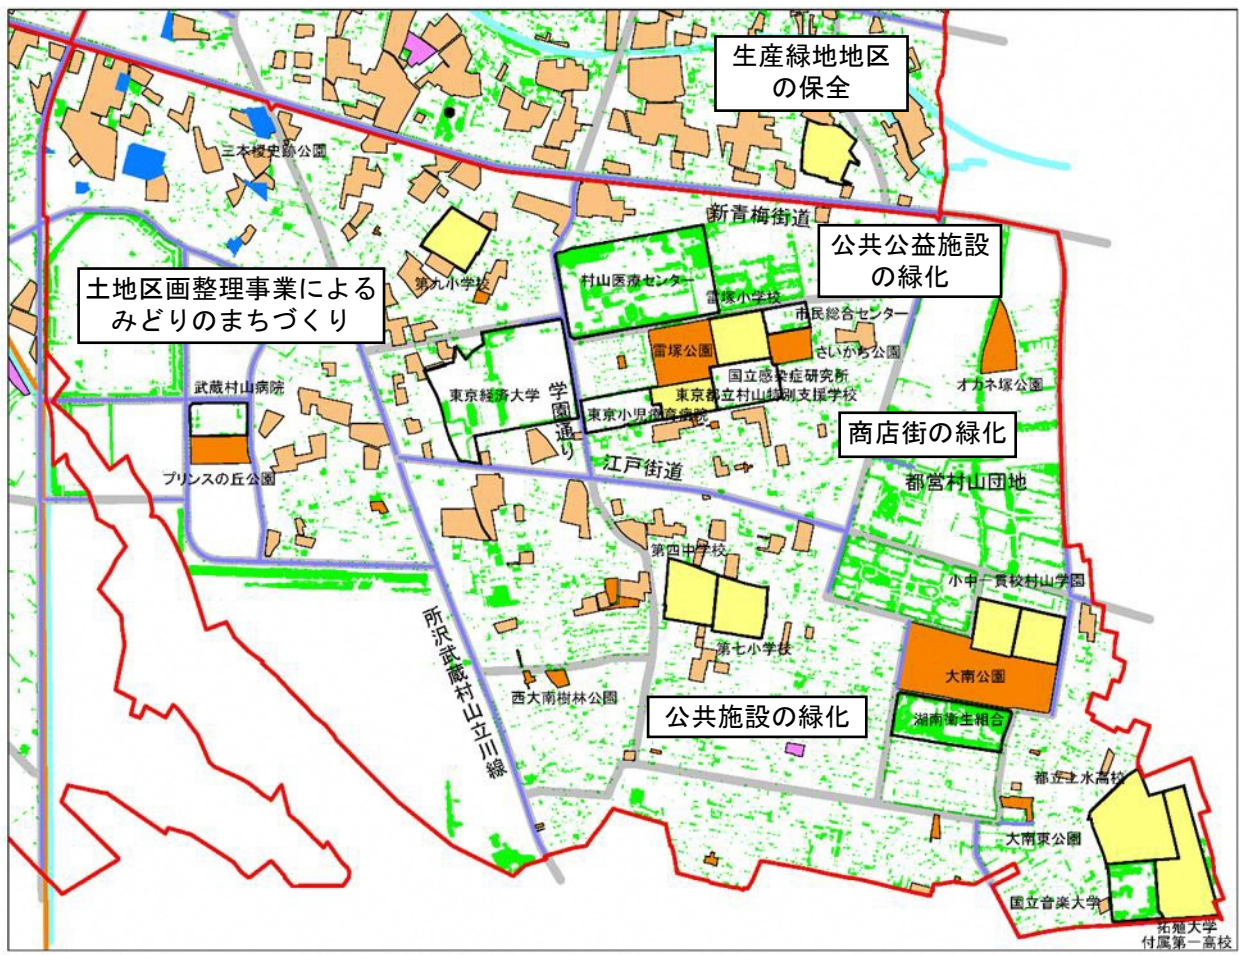 生産緑地地区
の保全
三本榎史跡公園
新青梅街道
公共公益施設
の緑化
土地区画整理事業による
みどりのまちづくり
第九小学校
村山医療センター
雷塚小学校
市民総合センター
雷塚公園
さいかち公園
国立感染症研究所
オカネ塚公園
武蔵村山病院
東京経済大学
学園通り
東京都立村山特別支援学校
東京小児療育病院
商店街の緑化
江戸街道
プリンスの丘公園
都営村山団地
第四中学校
小中一貫校村山学園
所沢武蔵村山立川線
第七小学校
大南公園
西大南樹林公園
公共施設の緑化
湖南衛生組合
都立上水高校
大南東公園
国立音楽大学
拓殖大学
付属第一高校